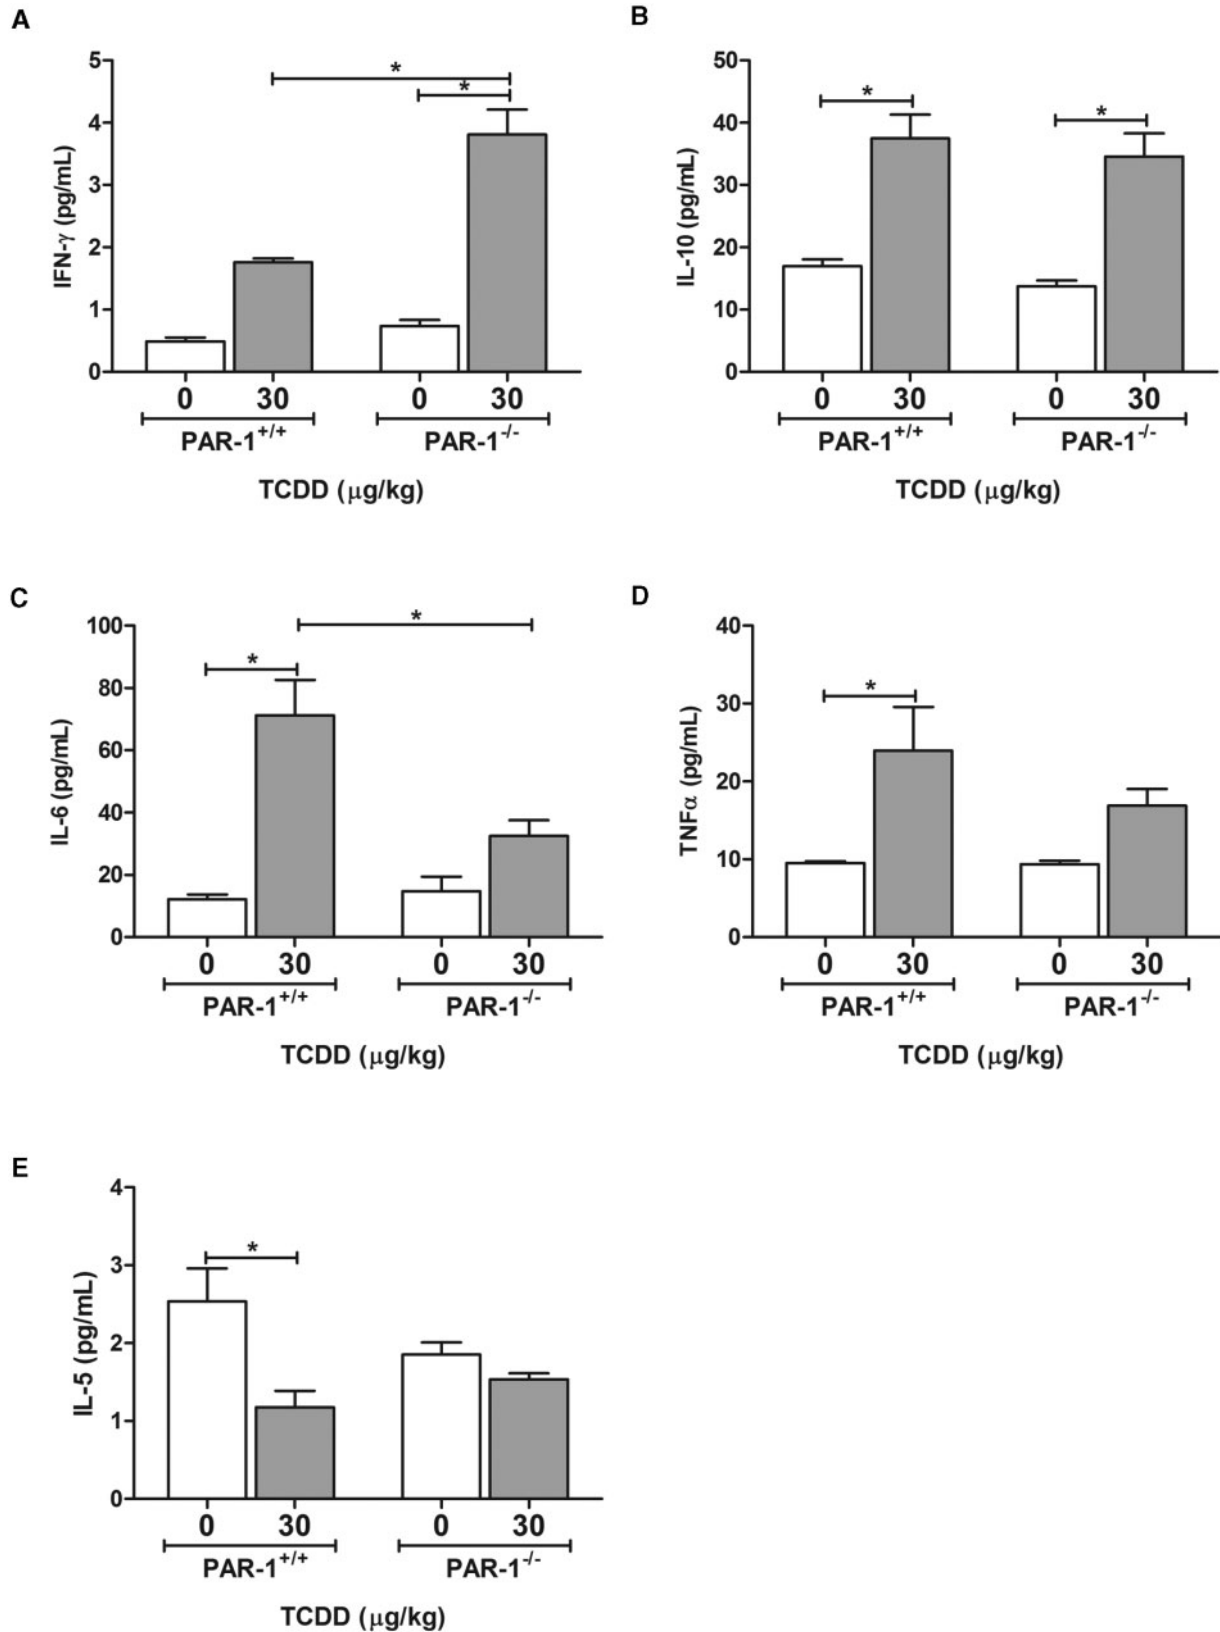 A
IFN-γ (pg/mL)
5
4
3
2
1
0
*
*
0 30 0 30
PAR-1+/+ PAR-1-/-
TCDD (μg/kg)
B
IL-10 (pg/mL)
50
40
30
20
10
0
*
*
0 30 0 30
PAR-1+/+ PAR-1-/-
TCDD (μg/kg)
C
IL-6 (pg/mL)
100
80
60
40
20
0
*
*
0 30 0 30
PAR-1+/+ PAR-1-/-
TCDD (μg/kg)
D
TNFα (pg/mL)
40
30
20
10
0
*
0 30 0 30
PAR-1+/+ PAR-1-/-
TCDD (μg/kg)
E
IL-5 (pg/mL)
4
3
2
1
0
*
0 30 0 30
PAR-1+/+ PAR-1-/-
TCDD (μg/kg)